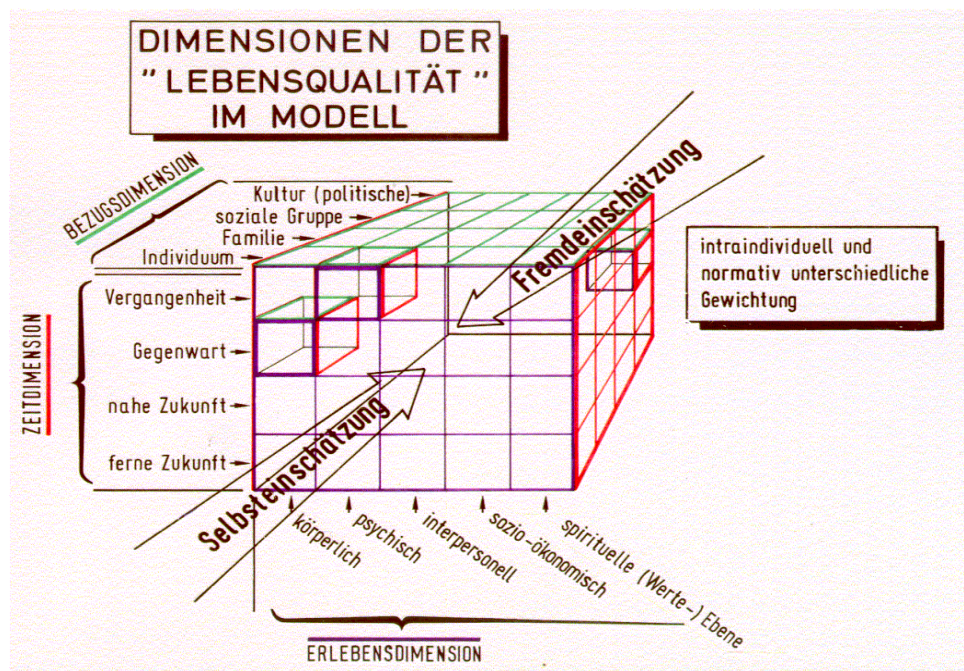 DIMENSIONEN DER
"LEBENSQUALITÄT"
IM MODELL
BEZUGSDIMENSION
Kultur (politische)
soziale Gruppe
Familie
Individuum
Fremdeinschätzung
intraindividuell und
normativ unterschiedliche
Gewichtung
ZEITDIMENSION
Vergangenheit
Gegenwart
nahe Zukunft
ferne Zukunft
Selbsteinschätzung
körperlich
psychisch
interpersonell
sozio-ökonomisch
spirituelle (Werte-) Ebene
ERLEBENSDIMENSION